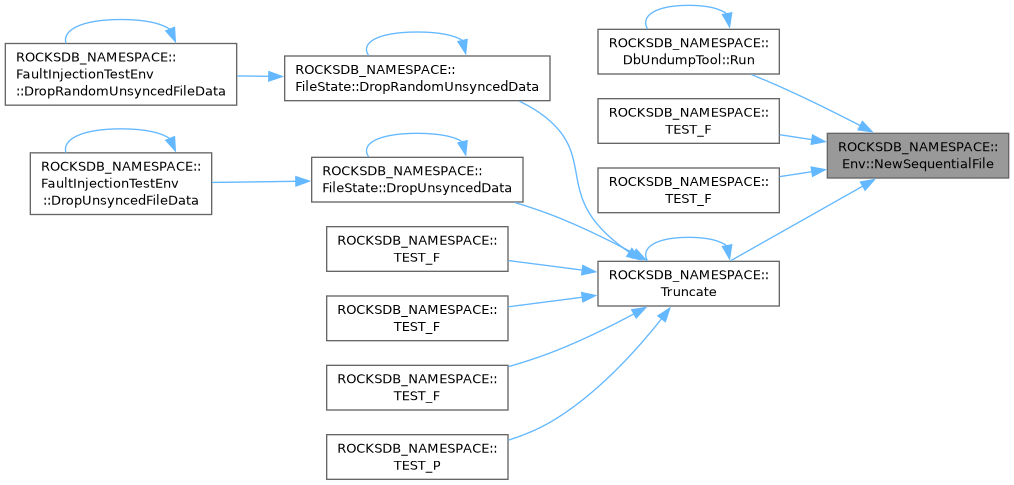 ROCKSDB_NAMESPACE::
FaultInjectionTestEnv
::DropRandomUnsyncedFileData
ROCKSDB_NAMESPACE::
FileState::DropRandomUnsyncedData
ROCKSDB_NAMESPACE::
DbUndumpTool::Run
ROCKSDB_NAMESPACE::
TEST_F
ROCKSDB_NAMESPACE::
Env::NewSequentialFile
ROCKSDB_NAMESPACE::
FaultInjectionTestEnv
::DropUnsyncedFileData
ROCKSDB_NAMESPACE::
FileState::DropUnsyncedData
ROCKSDB_NAMESPACE::
TEST_F
ROCKSDB_NAMESPACE::
TEST_F
ROCKSDB_NAMESPACE::
Truncate
ROCKSDB_NAMESPACE::
TEST_F
ROCKSDB_NAMESPACE::
TEST_F
ROCKSDB_NAMESPACE::
TEST_P